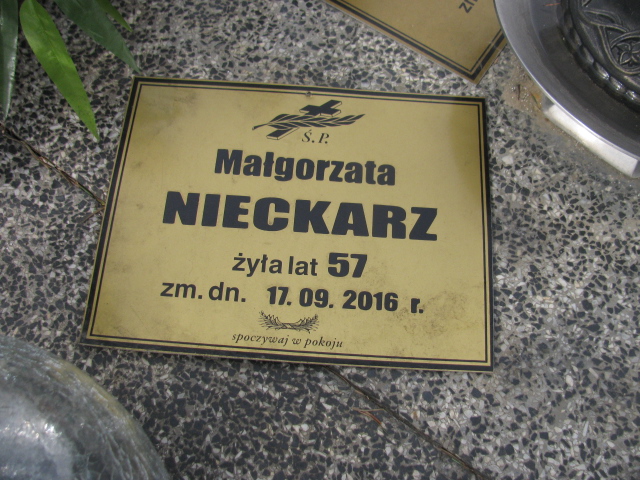 Ś.P.
Małgorzata
NIECKARZ
żyła lat 57
zm. dn. 17. 09. 2016 r.
spoczywaj w pokoju